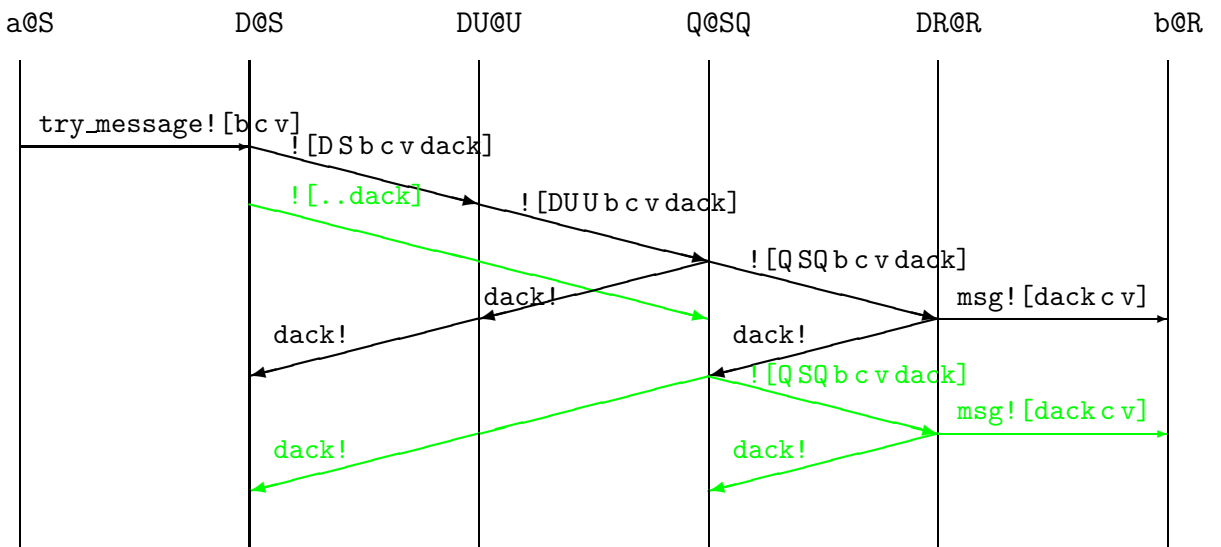 a@S D@S DU@U Q@SQ DR@R b@R
try_message![b c v]
![D S b c v dack]
![..dack]
![DU U b c v dack]
![Q SQ b c v dack]
dack!
msg![dack c v]
dack!
dack!
![Q SQ b c v dack]
msg![dack c v]
dack!
dack!